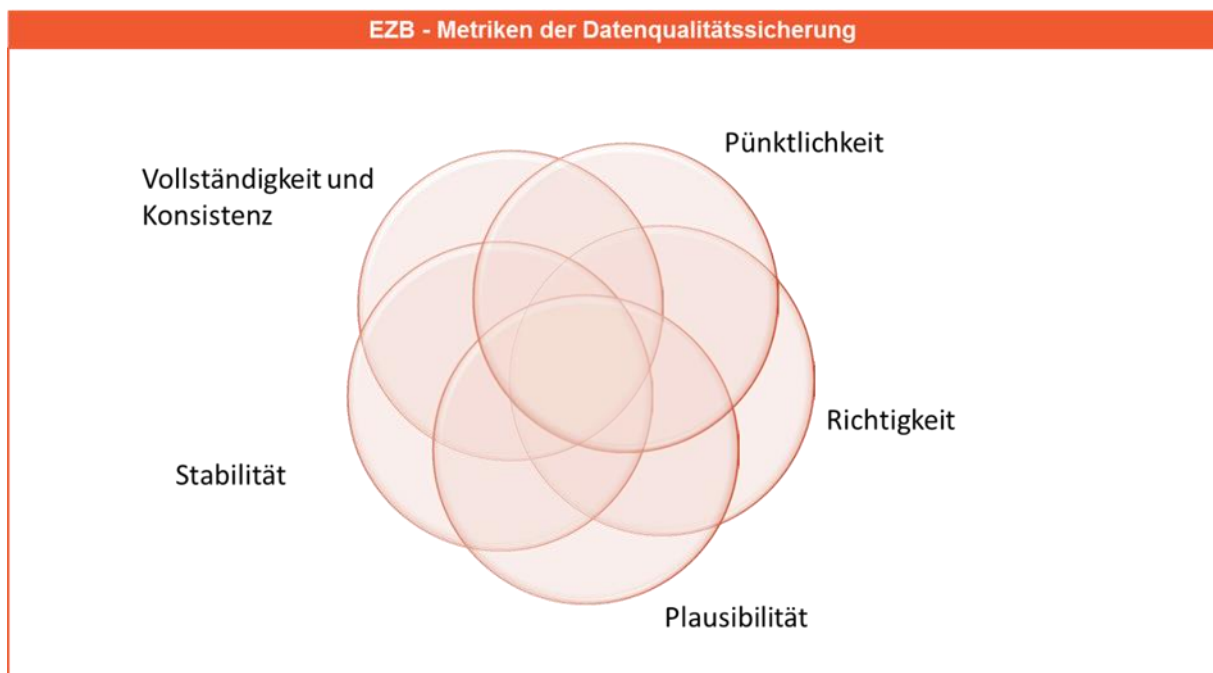 EZB - Metriken der Datenqualitätssicherung
Pünktlichkeit
Vollständigkeit und
Konsistenz
Richtigkeit
Stabilität
Plausibilität